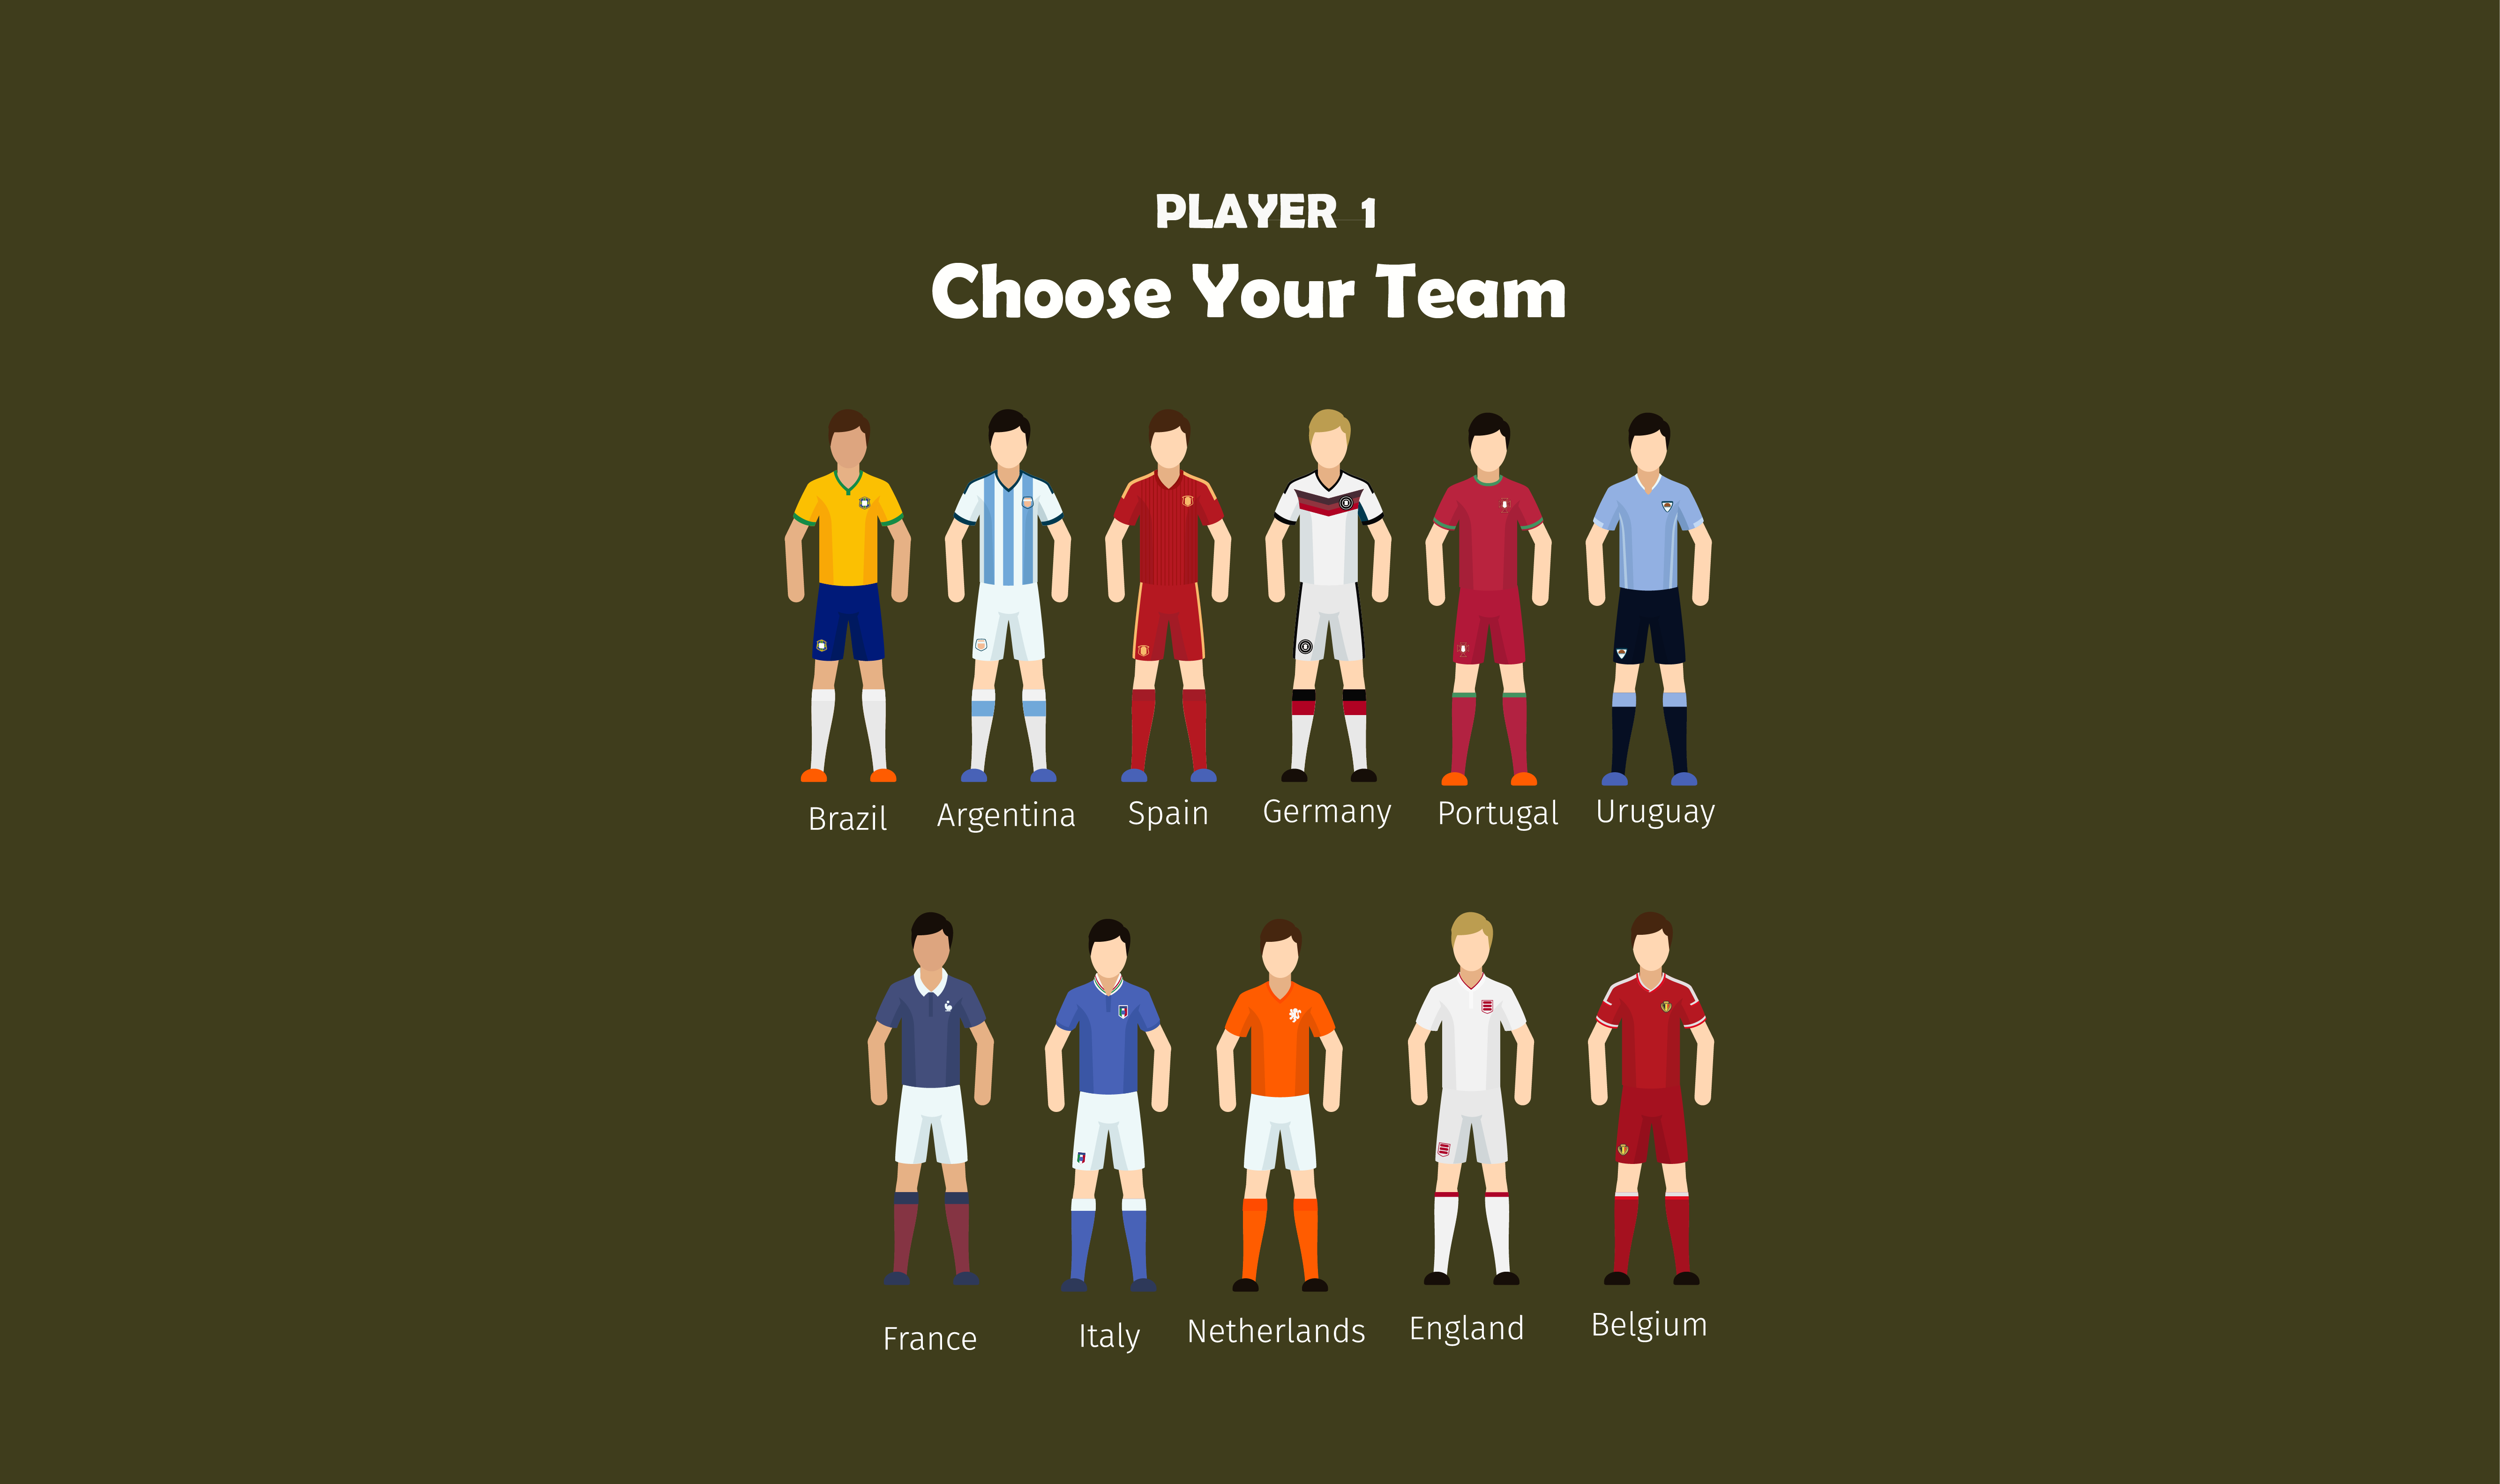 PLAYER 1
Choose Your Team
Brazil Argentina Spain Germany Portugal Uruguay
France Italy Netherlands England Belgium